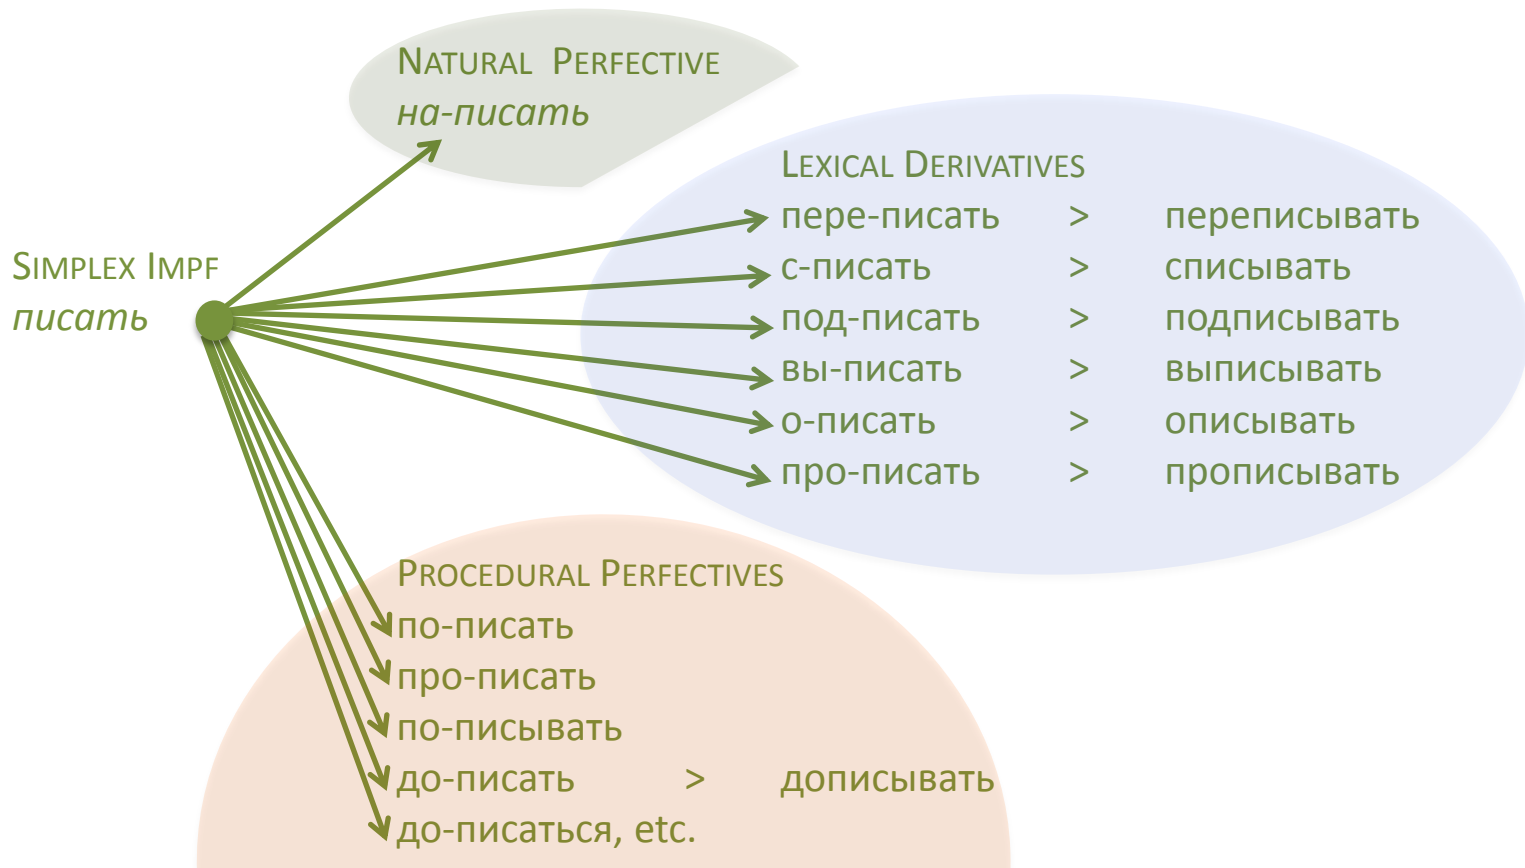 NATURAL PERFECTIVE
на-писать
LEXICAL DERIVATIVES
пере-писать > переписывать
с-писать > списывать
под-писать > подписывать
вы-писать > выписывать
о-писать > описывать
про-писать > прописывать
SIMPLEX IMPF
писать
PROCEDURAL PERFECTIVES
по-писать
про-писать
по-писывать
до-писать > дописывать
до-писаться, etc.